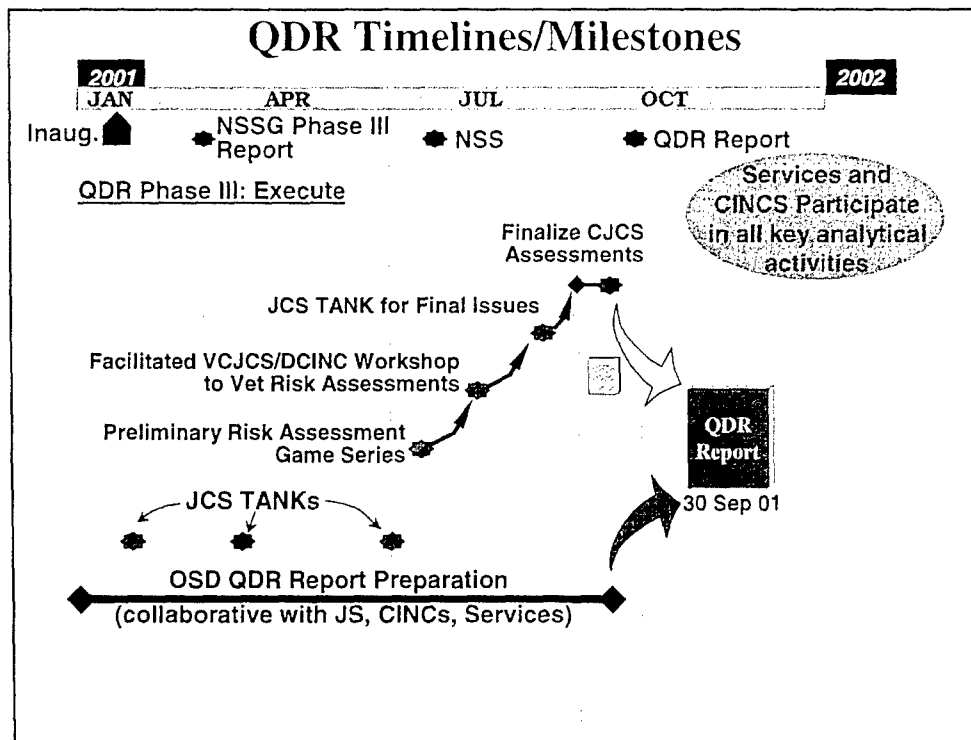 QDR Timelines/Milestones
2001
2002
JAN APR JUL OCT
Inaug.
NSSG Phase III
Report
NSS
QDR Report
QDR Phase III: Execute
Services and
CINCS Participate
in all key analytical
activities
Finalize CJCS
Assessments
JCS TANK for Final Issues
Facilitated VCJCS/DCINC Workshop
to Vet Risk Assessments
Preliminary Risk Assessment
Game Series
QDR
Report
30 Sep 01
JCS TANKs
OSD QDR Report Preparation
(collaborative with JS, CINCs, Services)